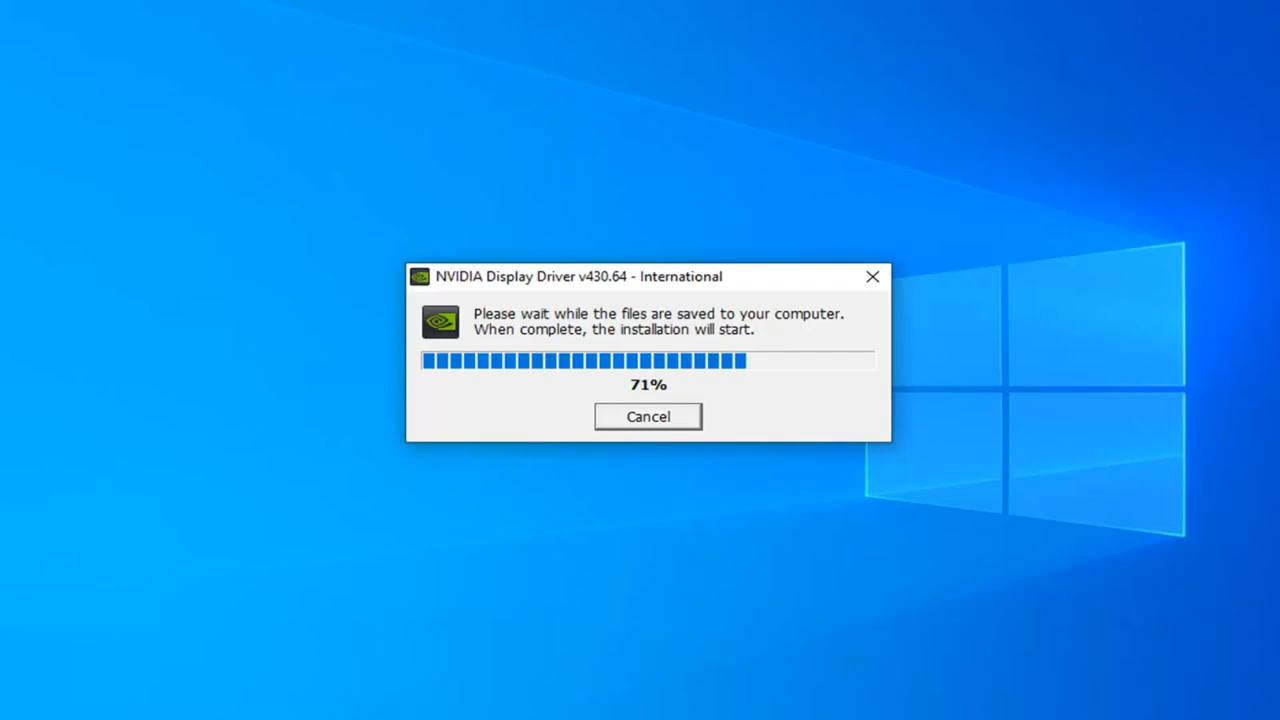 NVIDIA Display Driver v430.64 - International
Please wait while the files are saved to your computer.
When complete, the installation will start.
71%
Cancel